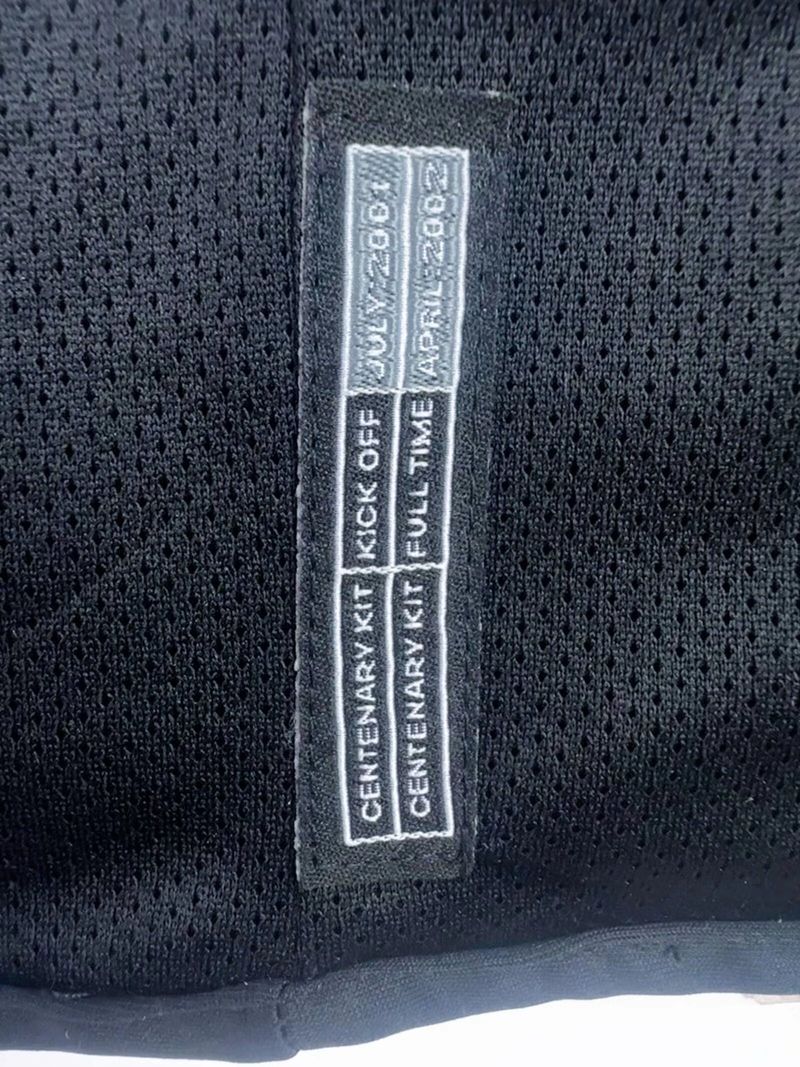 CENTENARY KIT KICK OFF JULY 2001
CENTENARY KIT FULL TIME APRIL 2002